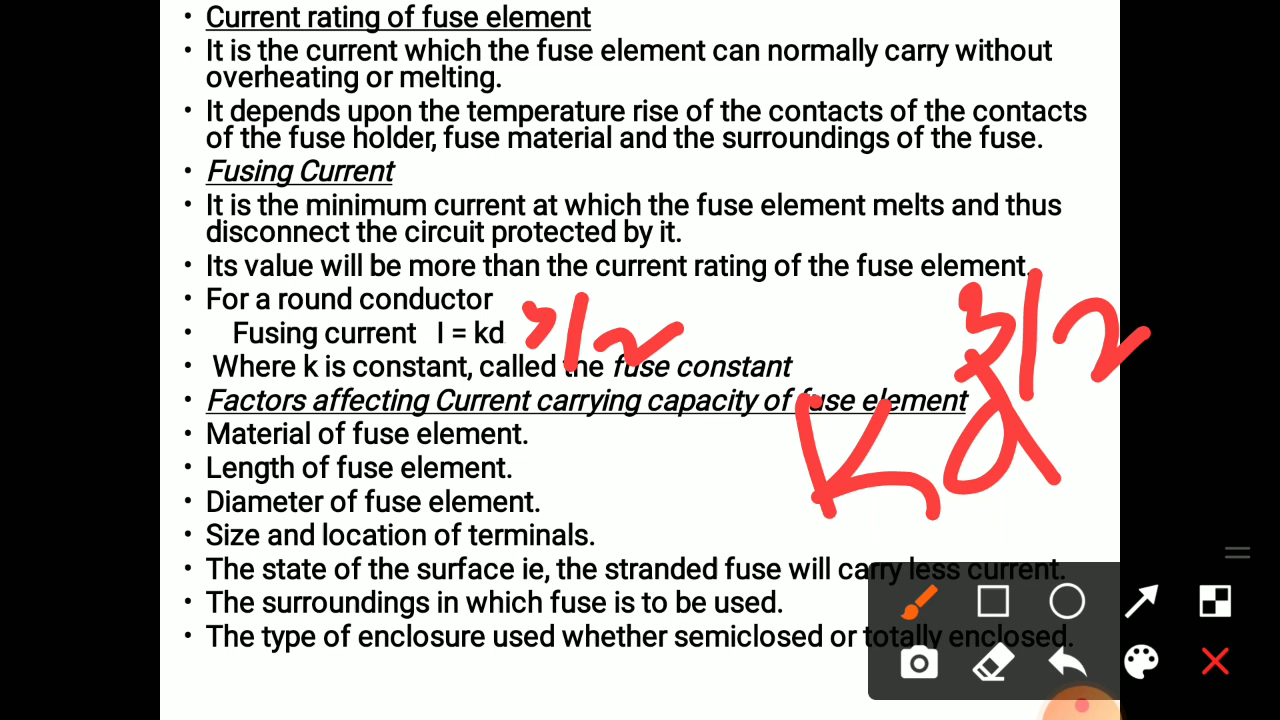 • Current rating of fuse element
• It is the current which the fuse element can normally carry without
overheating or melting.
• It depends upon the temperature rise of the contacts of the contacts
of the fuse holder, fuse material and the surroundings of the fuse.
• Fusing Current
• It is the minimum current at which the fuse element melts and thus
disconnect the circuit protected by it.
• Its value will be more than the current rating of the fuse element.
• For a round conductor
• Fusing current I = kd 3/2
• Where k is constant, called the fuse constant
• Factors affecting Current carrying capacity of fuse element
Kd 3/2
• Material of fuse element.
• Length of fuse element.
• Diameter of fuse element.
• Size and location of terminals.
• The state of the surface ie, the stranded fuse will carry less current.
• The surroundings in which fuse is to be used.
• The type of enclosure used whether semiclosed or totally enclosed.